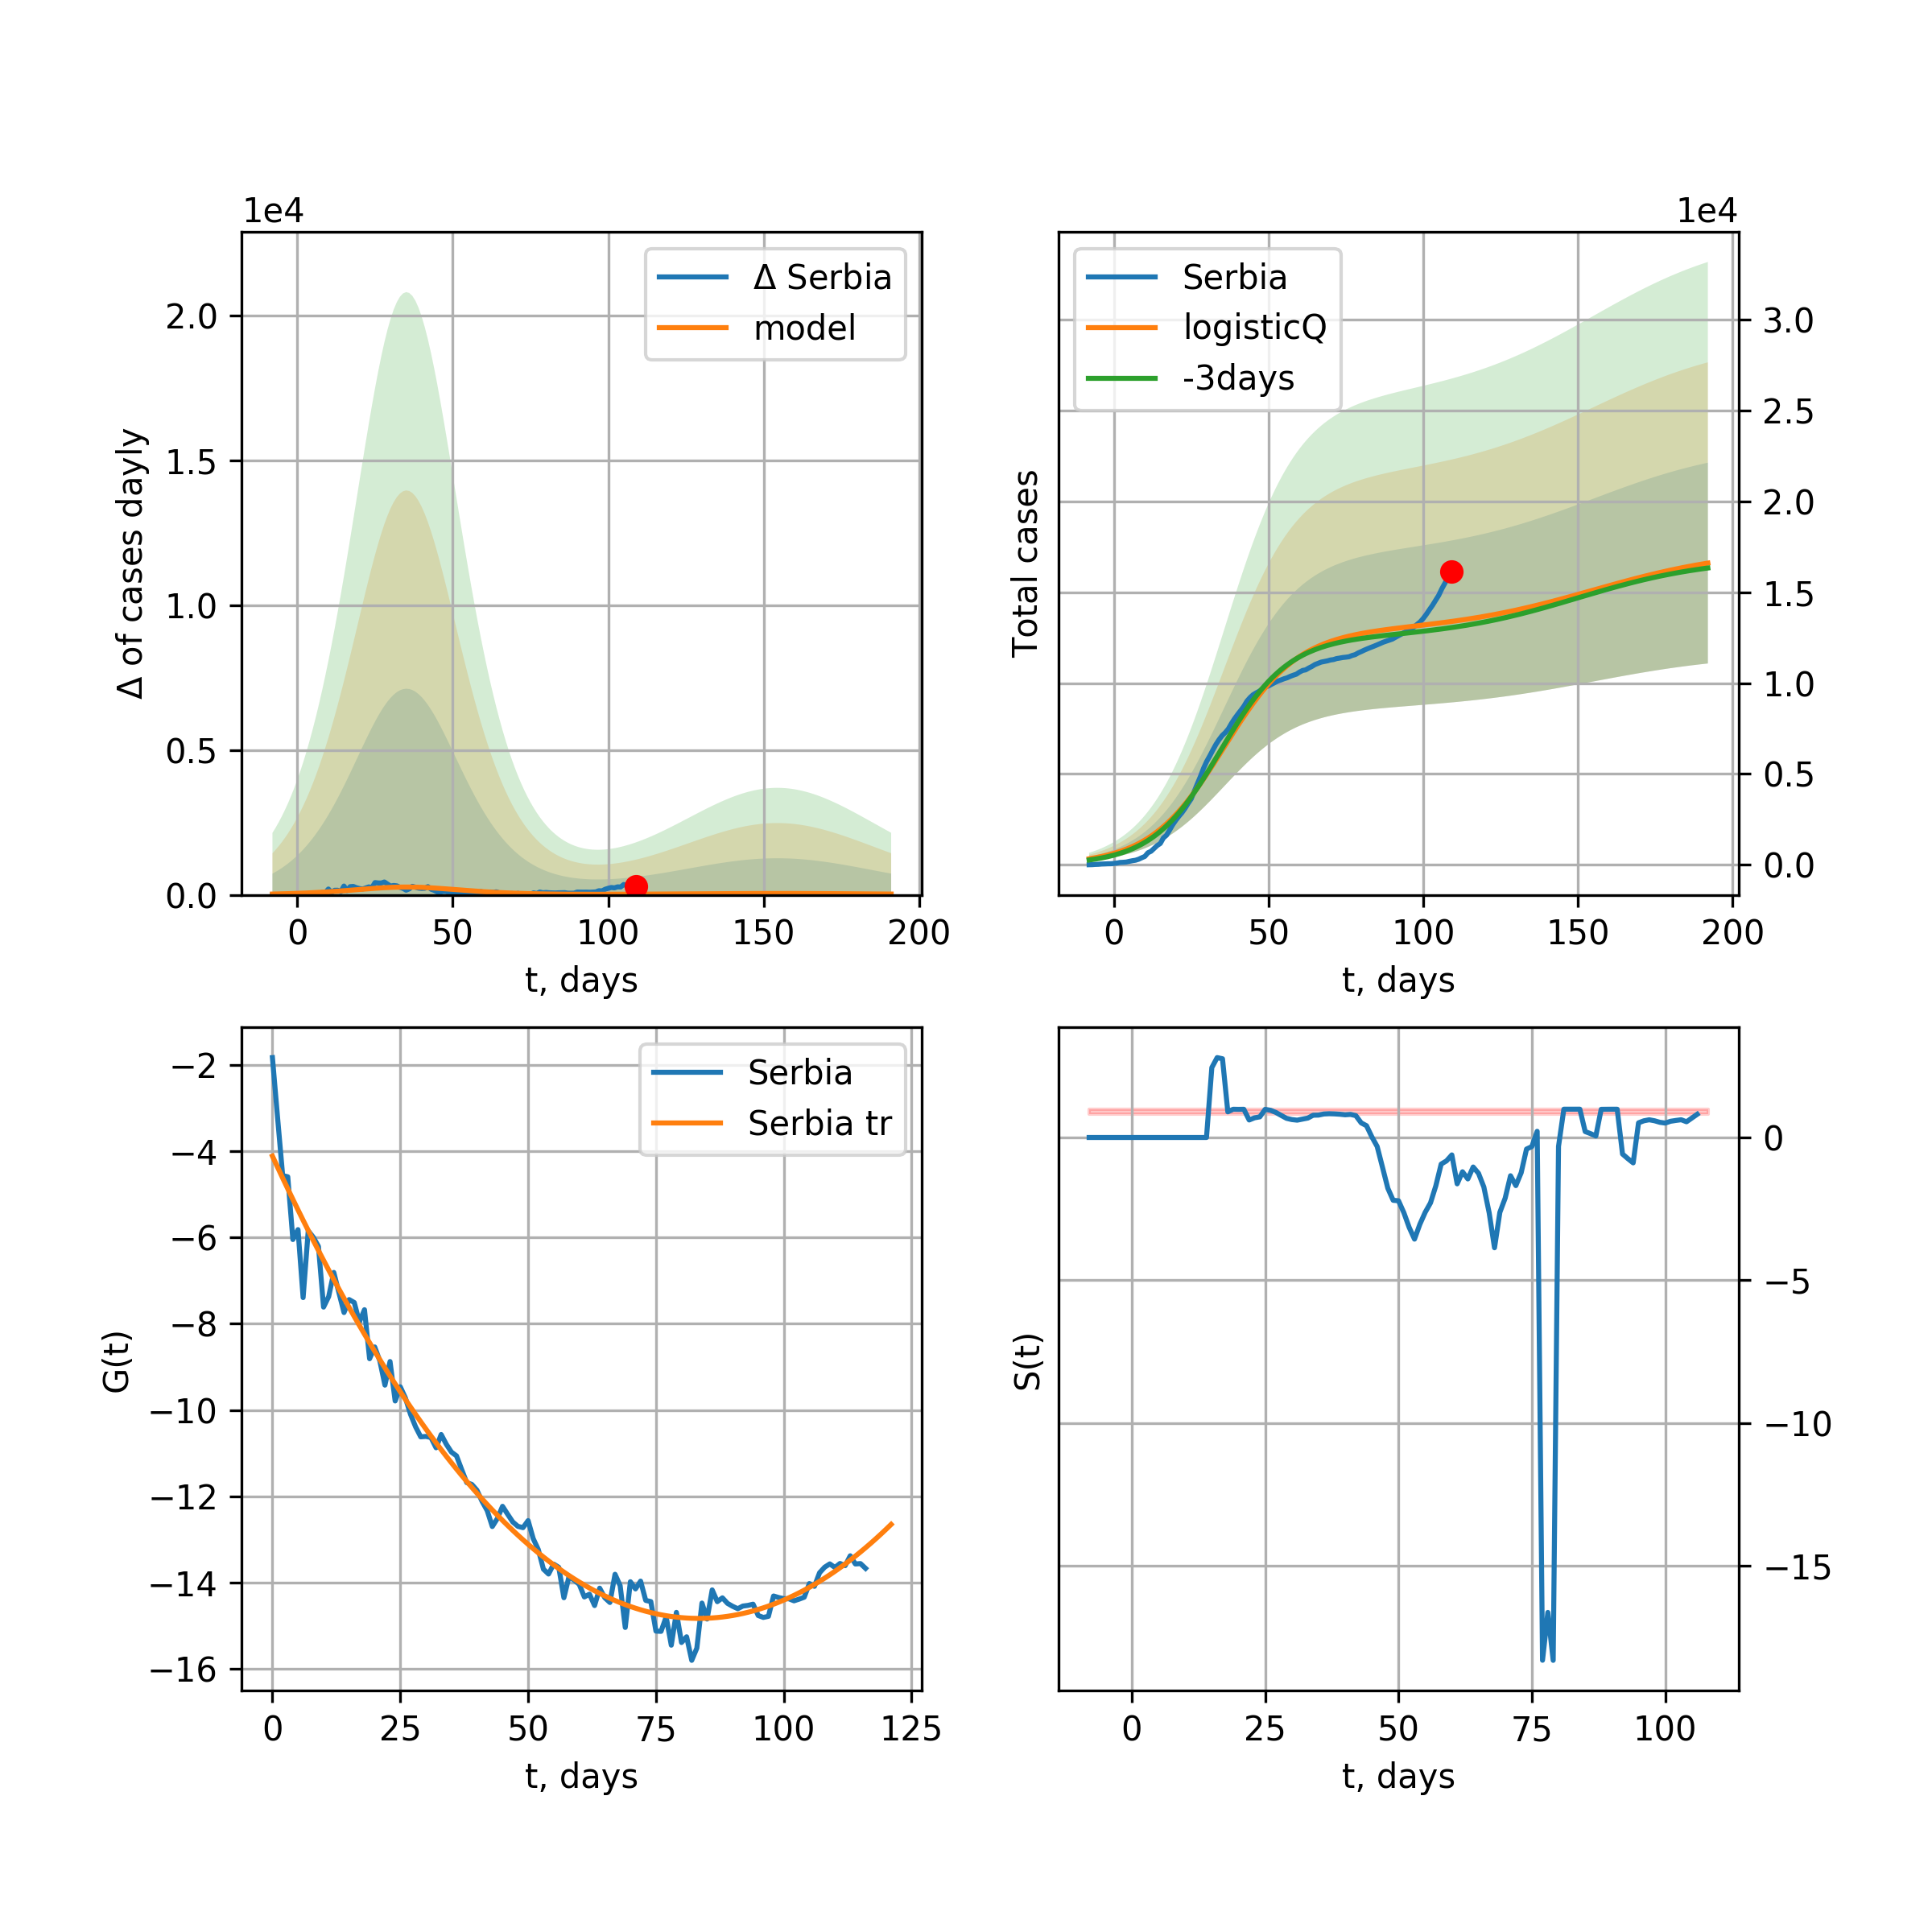 1e4
Δ Serbia
model
2.0
1.5
1.0
0.5
0.0
Δ of cases dayly
0 50 100 150 200
t, days
1e4
Serbia
logisticQ
-3days
3.0
2.5
2.0
1.5
1.0
0.5
0.0
Total cases
0 50 100 150 200
t, days
Serbia
Serbia tr
−2
−4
−6
−8
−10
−12
−14
−16
G(t)
0 25 50 75 100 125
t, days
0
−5
−10
−15
S(t)
0 25 50 75 100
t, days